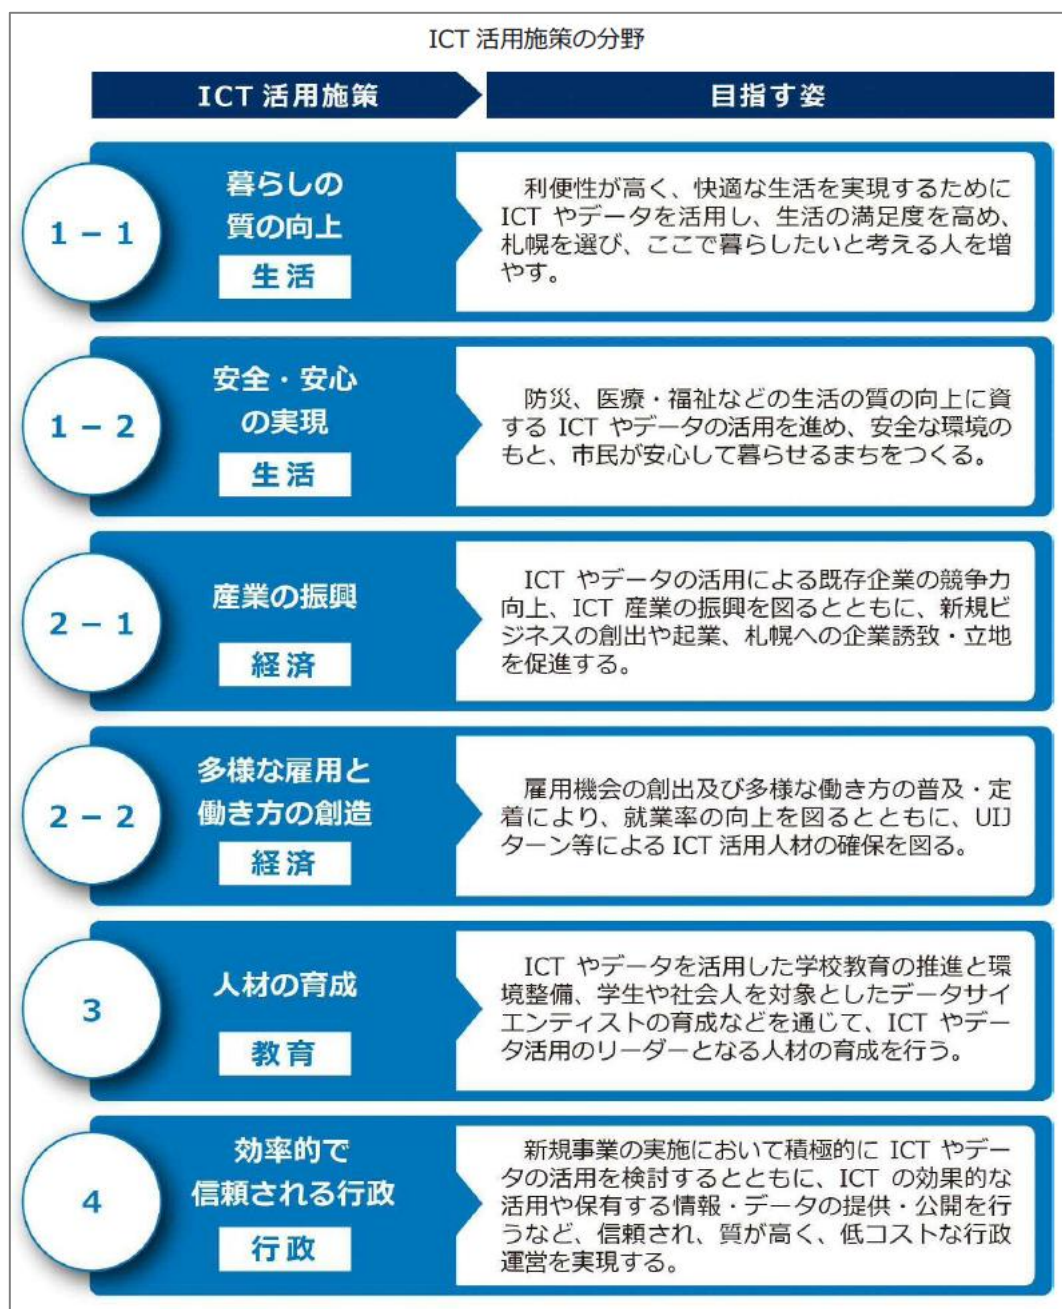 ICT 活用施策の分野
ICT 活用施策
目指す姿
1 − 1
暮らしの
質の向上
生活
利便性が高く、快適な生活を実現するために
ICT やデータを活用し、生活の満足度を高め、
札幌を選び、ここで暮らしたいと考える人を増
やす。
1 − 2
安全・安心
の実現
生活
防災、医療・福祉などの生活の質の向上に資
する ICT やデータの活用を進め、安全な環境の
もと、市民が安心して暮らせるまちをつくる。
2 − 1
産業の振興
経済
ICT やデータの活用による既存企業の競争力
向上、ICT 産業の振興を図るとともに、新規ビ
ジネスの創出や起業、札幌への企業誘致・立地
を促進する。
2 − 2
多様な雇用と
働き方の創造
経済
雇用機会の創出及び多様な働き方の普及・定
着により、就業率の向上を図るとともに、UIJ
ターン等による ICT 活用人材の確保を図る。
3
人材の育成
教育
ICT やデータを活用した学校教育の推進と環
境整備、学生や社会人を対象としたデータサイ
エンティストの育成などを通じて、ICT やデー
タ活用のリーダーとなる人材の育成を行う。
4
効率的で
信頼される行政
行政
新規事業の実施において積極的に ICT やデー
タの活用を検討するとともに、ICT の効果的な
活用や保有する情報・データの提供・公開を行
うなど、信頼され、質が高く、低コストな行政
運営を実現する。